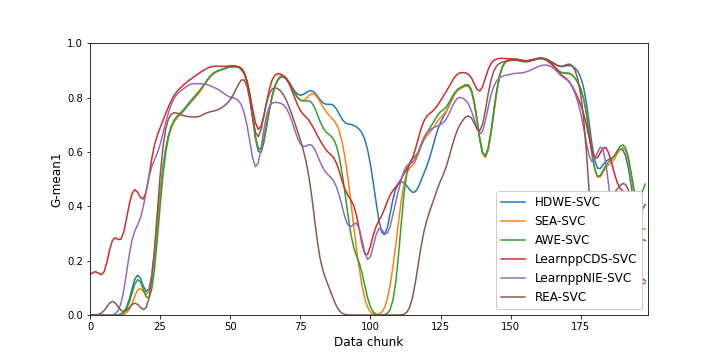 1.0
0.8
0.6
0.4
0.2
0.0
G-mean1
0
25
50
75
100
125
150
175
Data chunk
HDWE-SVC
SEA-SVC
AWE-SVC
LearnppCDS-SVC
LearnppNIE-SVC
REA-SVC